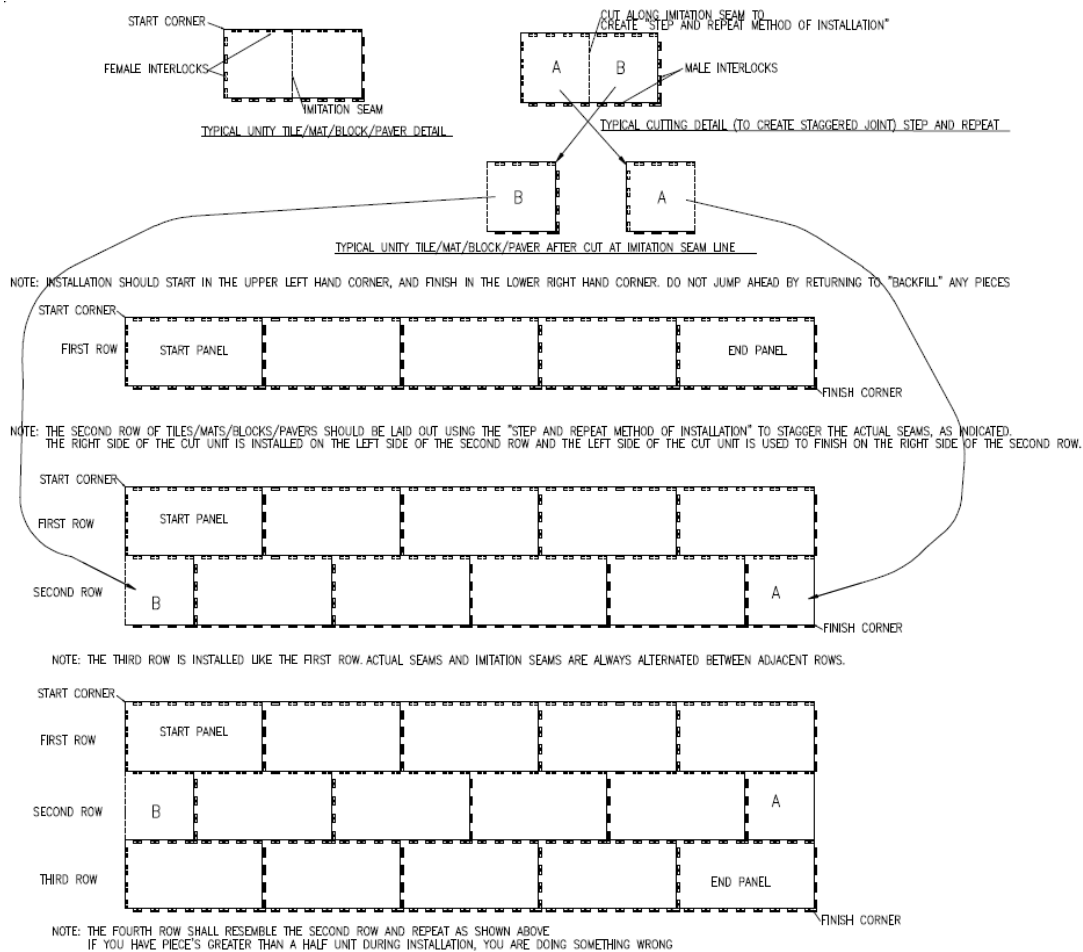 START CORNER
CUT ALONG IMITATION SEAM TO
CREATE "STEP AND REPEAT METHOD OF INSTALLATION"
FEMALE INTERLOCKS
A
B
MALE INTERLOCKS
IMITATION SEAM
TYPICAL UNITY TILE/MAT/BLOCK/PAVER DETAIL
TYPICAL CUTTING DETAIL (TO CREATE STAGGERED JOINT) STEP AND REPEAT
B
A
TYPICAL UNITY TILE/MAT/BLOCK/PAVER AFTER CUT AT IMITATION SEAM LINE
NOTE: INSTALLATION SHOULD START IN THE UPPER LEFT HAND CORNER, AND FINISH IN THE LOWER RIGHT HAND CORNER. DO NOT JUMP AHEAD BY RETURNING TO "BACKFILL" ANY PIECES
START CORNER
FIRST ROW
START PANEL
END PANEL
FINISH CORNER
NOTE: THE SECOND ROW OF TILES/MATS/BLOCKS/PAVERS SHOULD BE LAID OUT USING THE "STEP AND REPEAT METHOD OF INSTALLATION" TO STAGGER THE ACTUAL SEAMS, AS INDICATED.
THE RIGHT SIDE OF THE CUT UNIT IS INSTALLED ON THE LEFT SIDE OF THE SECOND ROW AND THE LEFT SIDE OF THE CUT UNIT IS USED TO FINISH ON THE RIGHT SIDE OF THE SECOND ROW.
START CORNER
FIRST ROW
START PANEL
SECOND ROW
B
A
FINISH CORNER
NOTE: THE THIRD ROW IS INSTALLED LIKE THE FIRST ROW. ACTUAL SEAMS AND IMITATION SEAMS ARE ALWAYS ALTERNATED BETWEEN ADJACENT ROWS.
START CORNER
FIRST ROW
START PANEL
SECOND ROW
B
A
THIRD ROW
END PANEL
FINISH CORNER
NOTE: THE FOURTH ROW SHALL RESEMBLE THE SECOND ROW AND REPEAT AS SHOWN ABOVE
IF YOU HAVE PIECE'S GREATER THAN A HALF UNIT DURING INSTALLATION, YOU ARE DOING SOMETHING WRONG